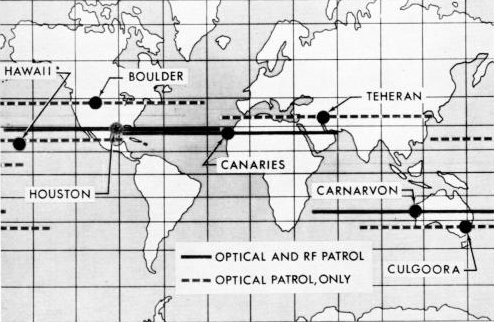 HAWAII
BOULDER
TEHERAN
CANARIES
HOUSTON
CARNARVON
OPTICAL AND RF PATROL
OPTICAL PATROL, ONLY
CULGOORA